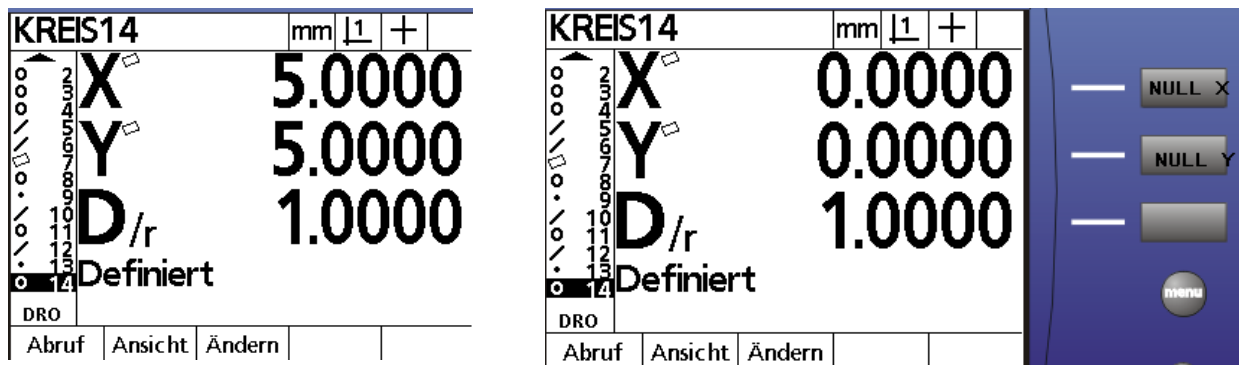 KREIS14 mm 1
2 X 5.0000
3
4
5 Y 5.0000
6
7
8
9 D/r 1.0000
10
11
12
13 Definiert
14
DRO
Abruf Ansicht Ändern
KREIS14 mm 1
2 X 0.0000
3
4
5 Y 0.0000
6
7
8
9 D/r 1.0000
10
11
12
13 Definiert
14
DRO
Abruf Ansicht Ändern
NULL X
NULL Y
menu